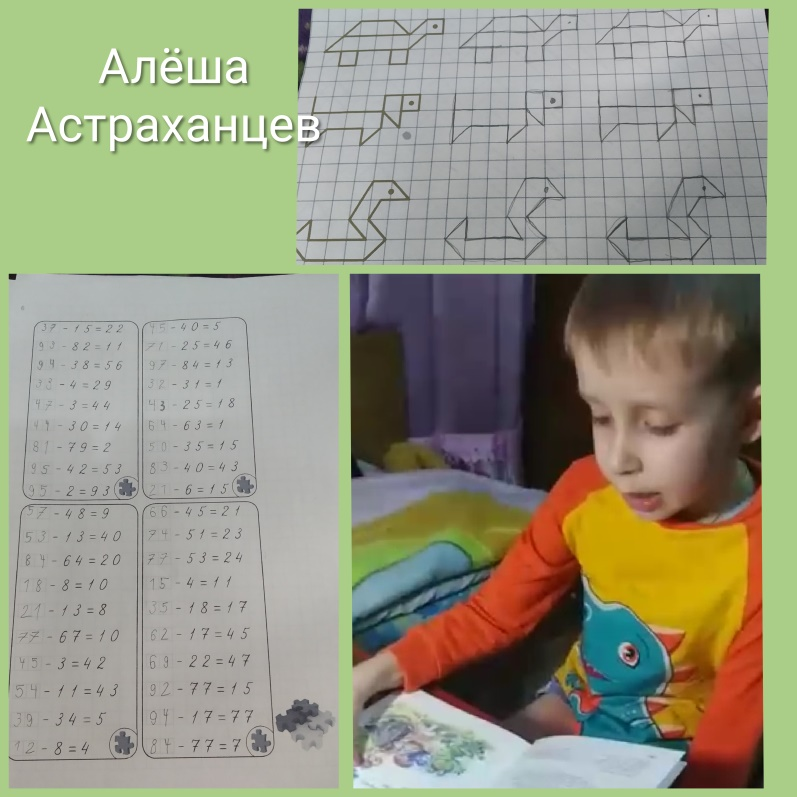 Алёша
Астраханцев
37 - 15 = 22
93 - 82 = 11
94 - 38 = 56
33 - 4 = 29
47 - 3 = 44
44 - 30 = 14
81 - 79 = 2
95 - 42 = 53
95 - 2 = 93
45 - 40 = 5
71 - 25 = 46
97 - 84 = 13
32 - 31 = 1
43 - 25 = 18
64 - 63 = 1
50 - 35 = 15
83 - 40 = 43
21 - 6 = 15
57 - 48 = 9
53 - 13 = 40
84 - 64 = 20
18 - 8 = 10
21 - 13 = 8
77 - 67 = 10
45 - 3 = 42
54 - 11 = 43
39 - 34 = 5
12 - 8 = 4
66 - 45 = 21
74 - 51 = 23
77 - 53 = 24
15 - 4 = 11
35 - 18 = 17
62 - 17 = 45
69 - 22 = 47
92 - 77 = 15
94 - 17 = 77
84 - 77 = 7